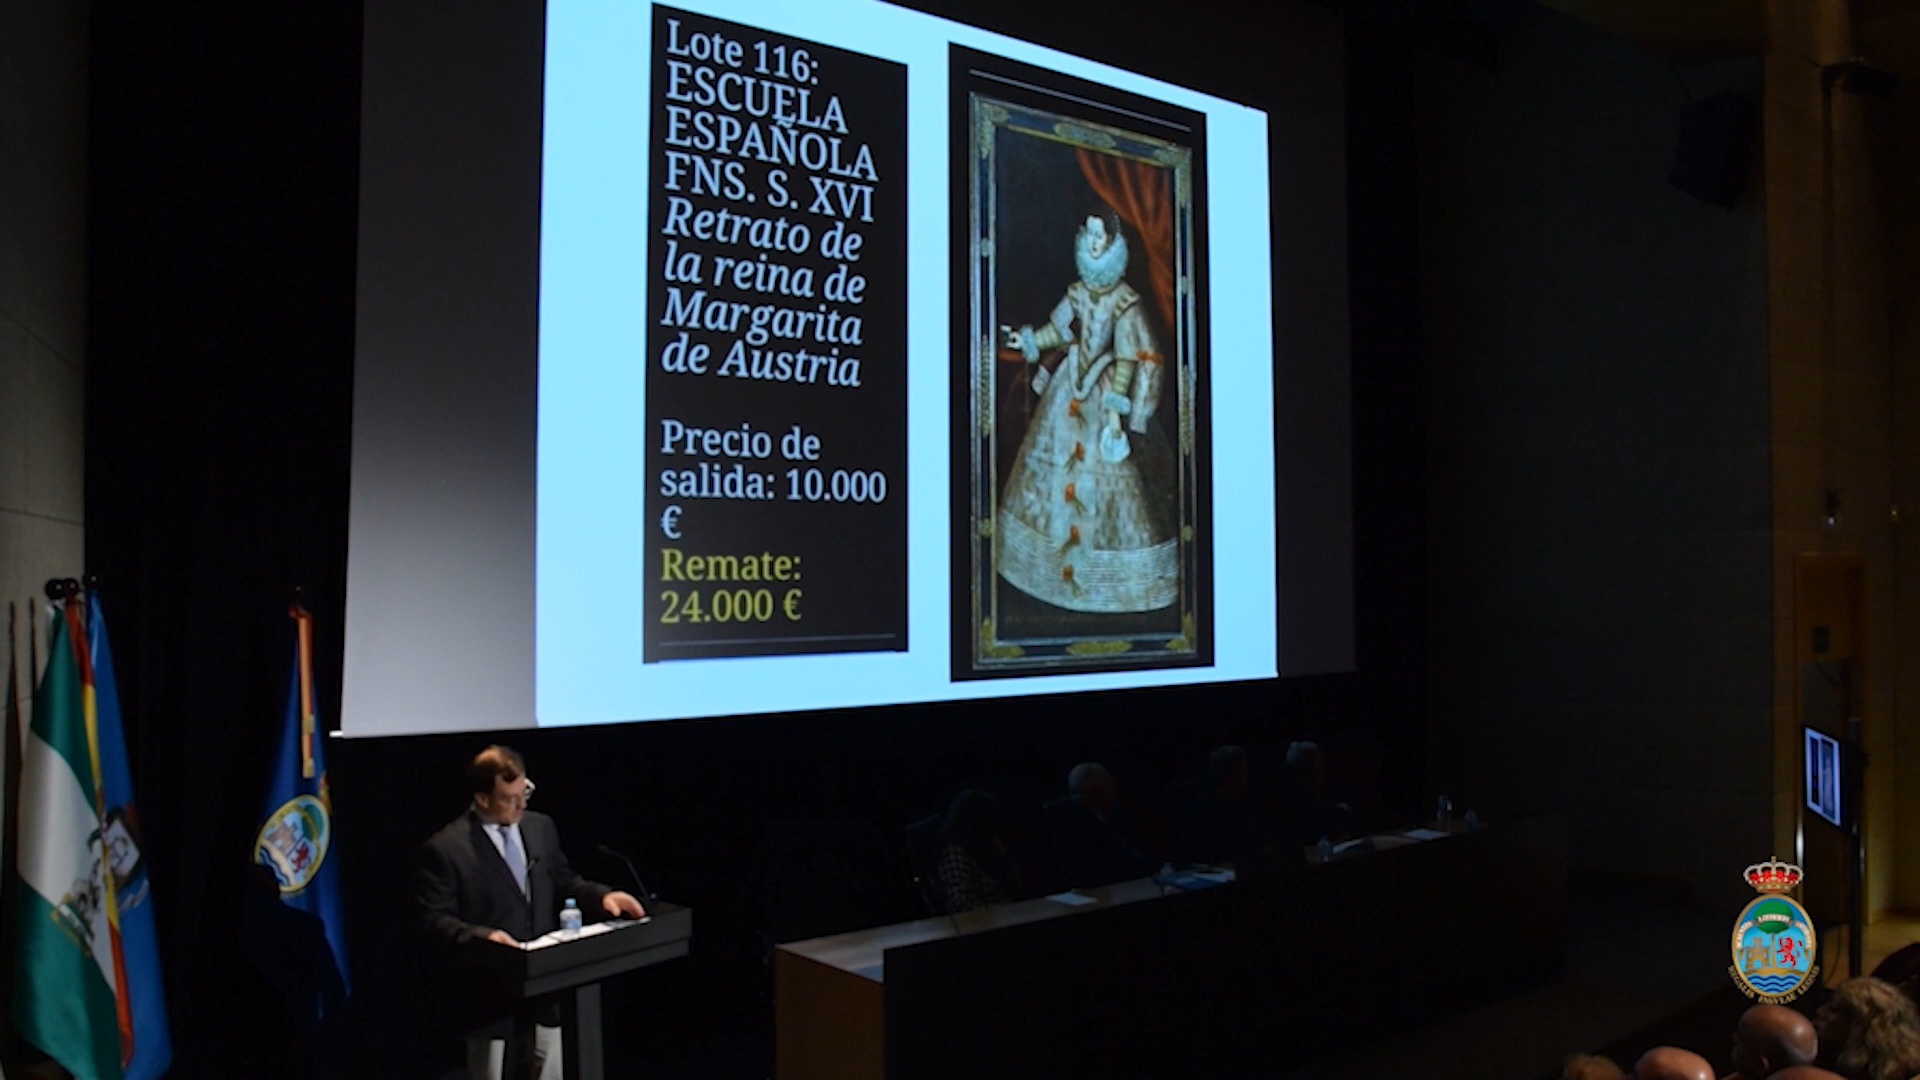 Lote 116:
ESCUELA
ESPAÑOLA
FNS. S. XVI
Retrato de
la reina de
Margarita
de Austria
Precio de
salida: 10.000
€
Remate:
24.000 €